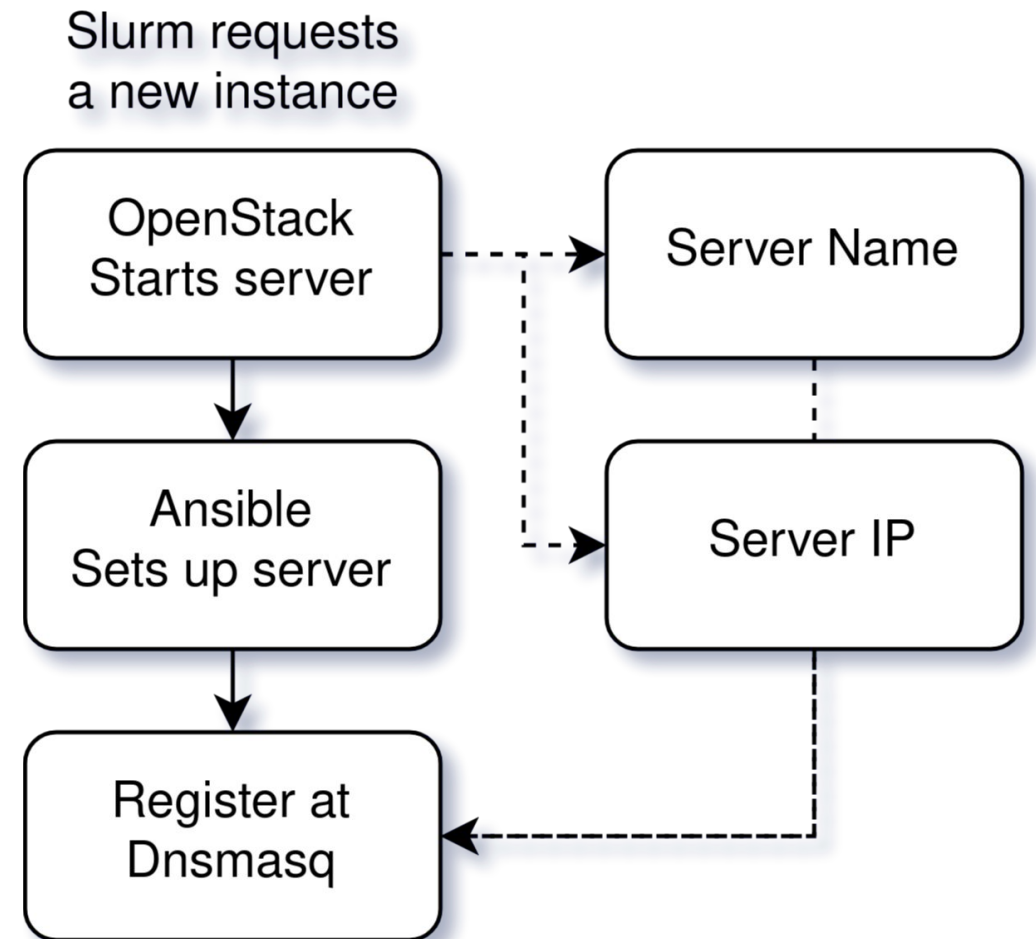 Slurm requests
a new instance
OpenStack
Starts server
Server Name
Ansible
Sets up server
Server IP
Register at
Dnsmasq